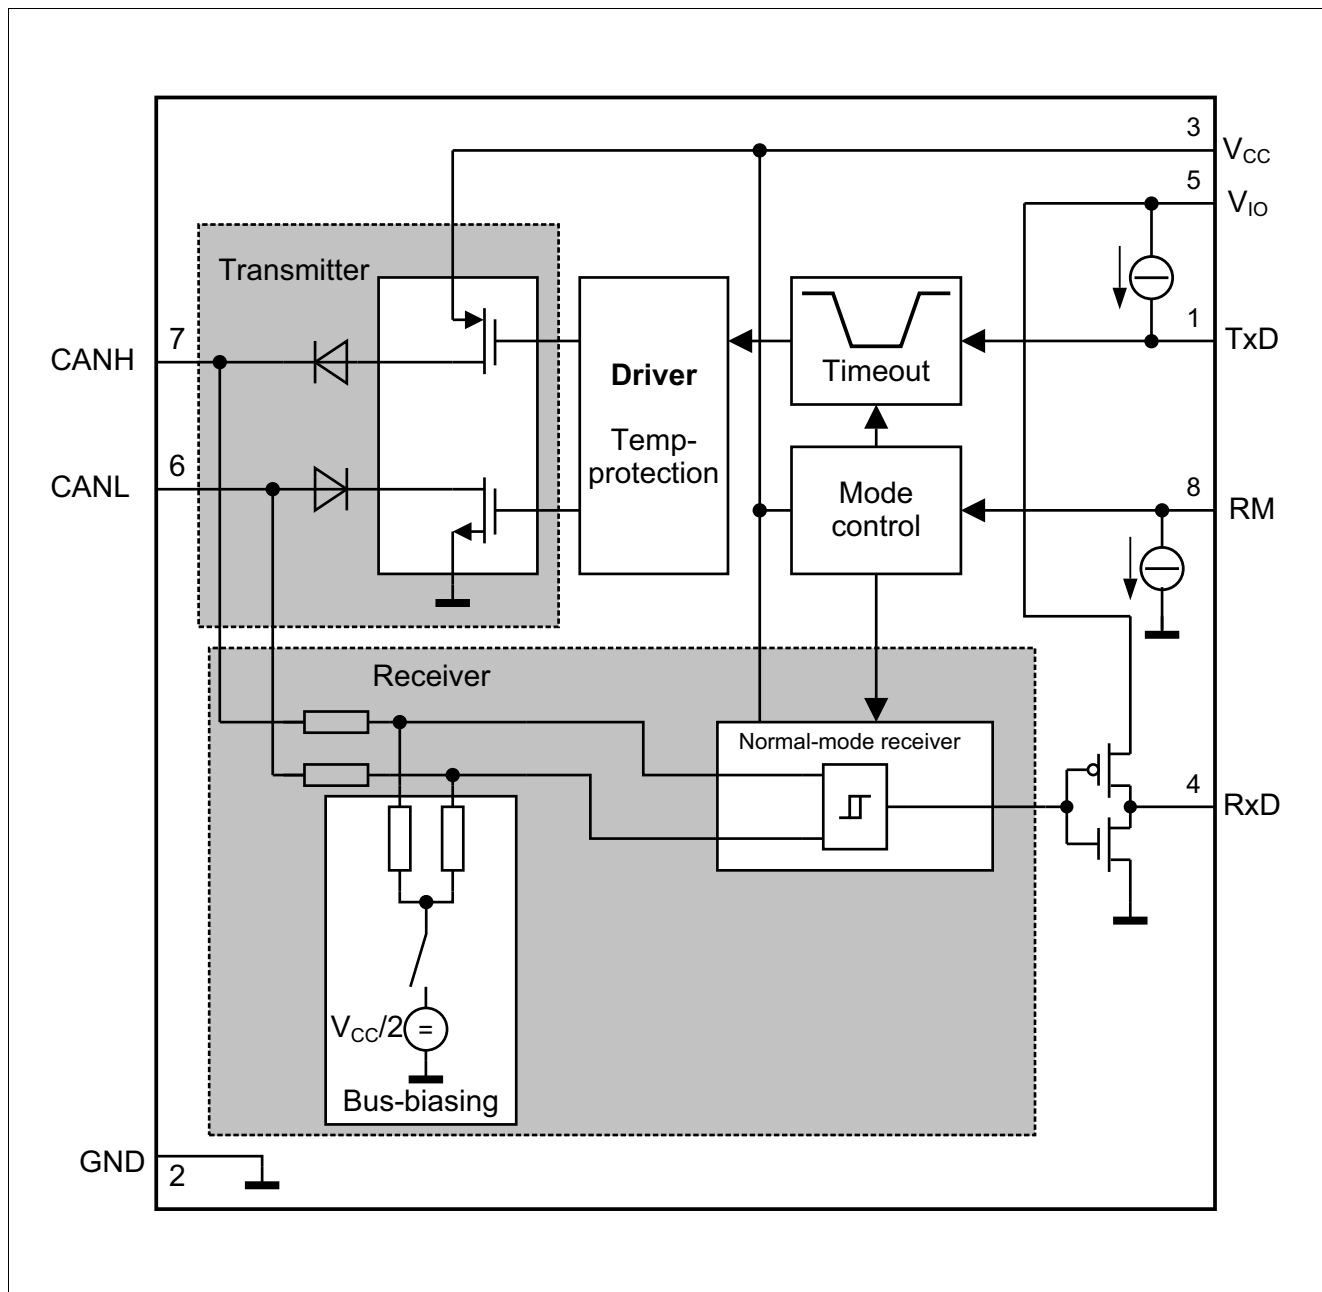 3
VCC
5
VIO
Transmitter
7
CANH
1
TxD
Timeout
Driver
Temp-
protection
6
CANL
Mode
control
8
RM
Receiver
Normal-mode receiver
4
RxD
VCC/2
=
Bus-biasing
GND
2